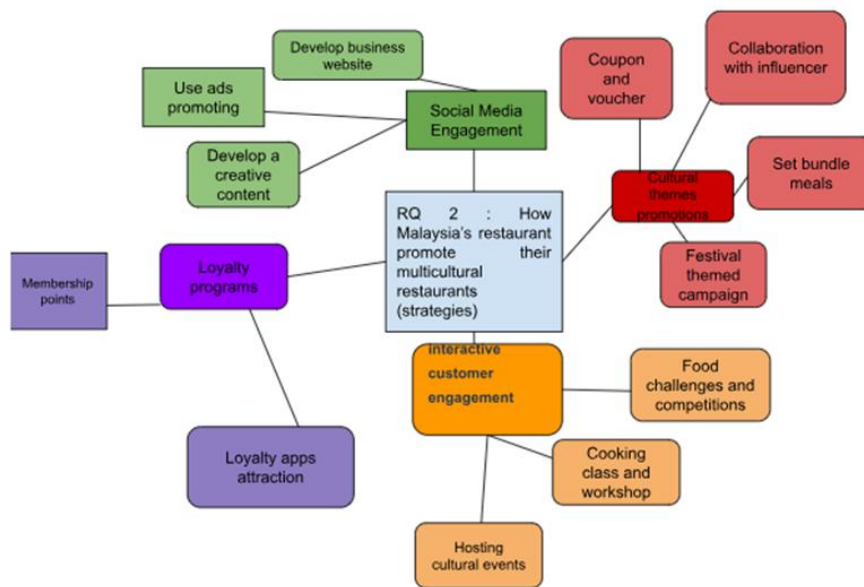 Develop business
website
Use ads
promoting
Develop a
creative
content
Social Media
Engagement
Coupon
and
voucher
Collaboration
with influencer
Set bundle
meals
Cultural
themes
promotions
Festival
themed
campaign
RQ 2 : How
Malaysia's restaurant
promote their
multicultural
restaurants
(strategies)
Loyalty
programs
Membership
points
Loyalty apps
attraction
interactive
customer
engagement
Food
challenges and
competitions
Cooking
class and
workshop
Hosting
cultural events